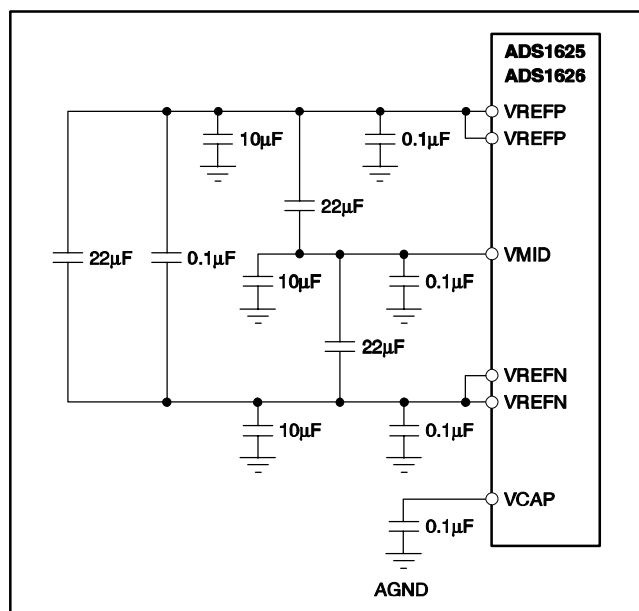 ADS1625
ADS1626
VREFP
10µF
0.1µF
VREFP
22µF
22µF
0.1µF
VMID
10µF
0.1µF
22µF
VREFN
VREFN
10µF
0.1µF
VCAP
0.1µF
AGND